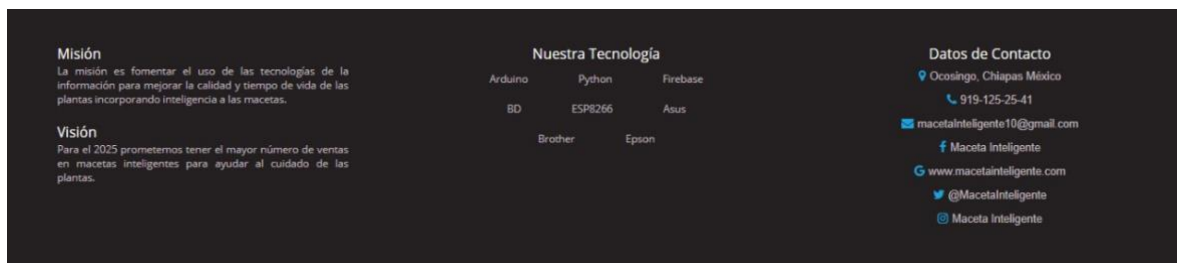 Misión
La misión es fomentar el uso de las tecnologías de la
información para mejorar la calidad y tiempo de vida de las
plantas incorporando inteligencia a las macetas.
Visión
Para el 2025 prometemos tener el mayor número de ventas
en macetas inteligentes para ayudar al cuidado de las
plantas.
Nuestra Tecnología
Arduino Python Firebase
BD ESP8266 Asus
Brother Epson
Datos de Contacto
Ocosingo, Chiapas México
919-125-25-41
macetaInteligente10@gmail.com
Maceta Inteligente
www.macetainteligente.com
@MacetaInteligente
Maceta Inteligente